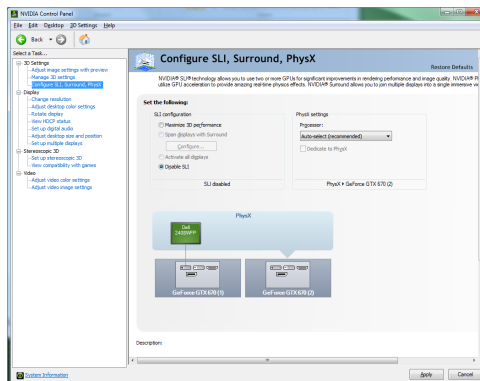 NVIDIA Control Panel
File Edit Desktop 3D Settings Help
Back
Select a Task...
3D Settings
Adjust image settings with preview
Manage 3D settings
Configure SLI, Surround, PhysX
Display
Change resolution
Adjust desktop color settings
Rotate display
View HDCP status
Set up digital audio
Adjust desktop size and position
Set up multiple displays
Stereoscopic 3D
Set up stereoscopic 3D
View compatibility with games
Video
Adjust video color settings
Adjust video image settings
System Information
Configure SLI, Surround, PhysX
Restore Defaults
NVIDIA® SLI® technology allows you to use two or more GPUs for significant improvements in rendering performance and image quality. NVIDIA® P
utilize GPU acceleration to provide amazing real-time physics effects. NVIDIA® Surround allows you to join multiple displays into a single immersive w
Set the following:
SLI configuration
Maximize 3D performance
Span displays with Surround
Configure...
Activate all displays
Disable SLI
SLI disabled
PhysX settings
Processor:
Auto-select (recommended)
Dedicate to PhysX
PhysX > GeForce GTX 670 (2)
PhysX
Dell
2408WFP
GeForce GTX 670 (1)
GeForce GTX 670 (2)
Description:
Apply
Cancel